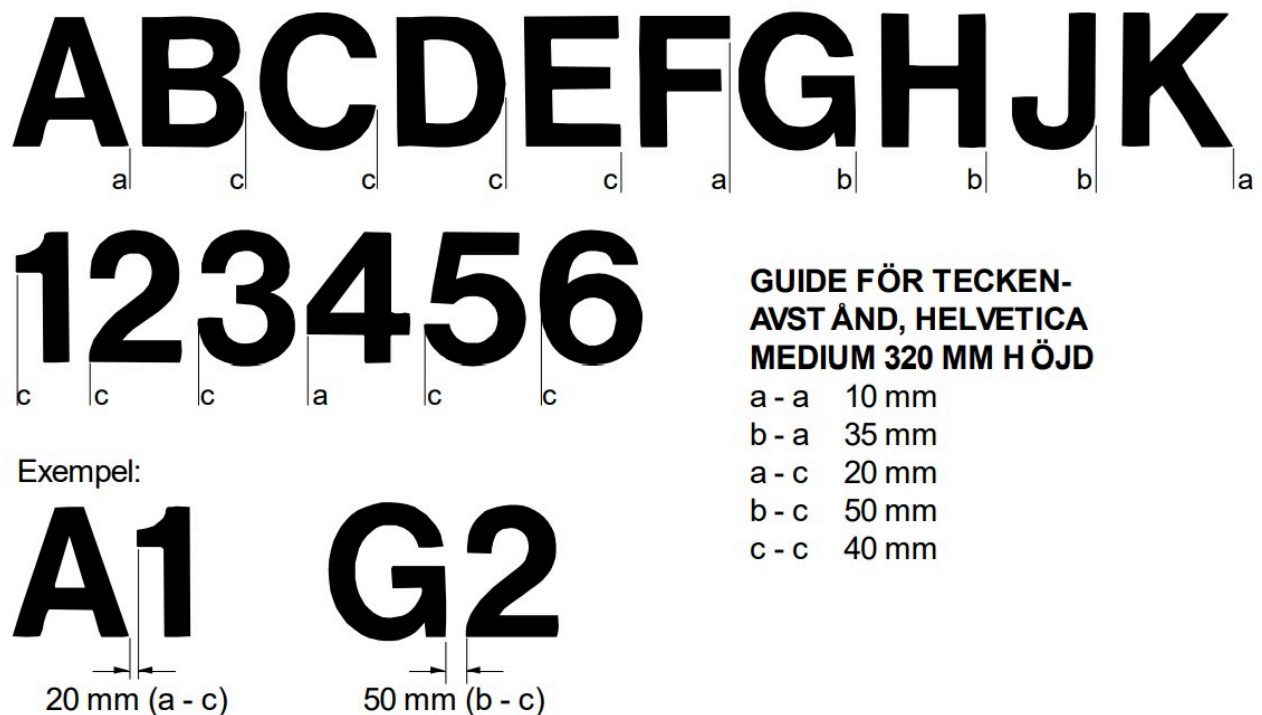 ABCDEFGHJK
a c c c c a b b b a
123456
c c c a c c
GUIDE FÖR TECKEN-
AVST ÅND, HELVETICA
MEDIUM 320 MM H ÖJD
a - a 10 mm
b - a 35 mm
a - c 20 mm
b - c 50 mm
c - c 40 mm
Exempel:
A1 G2
20 mm (a - c) 50 mm (b - c)